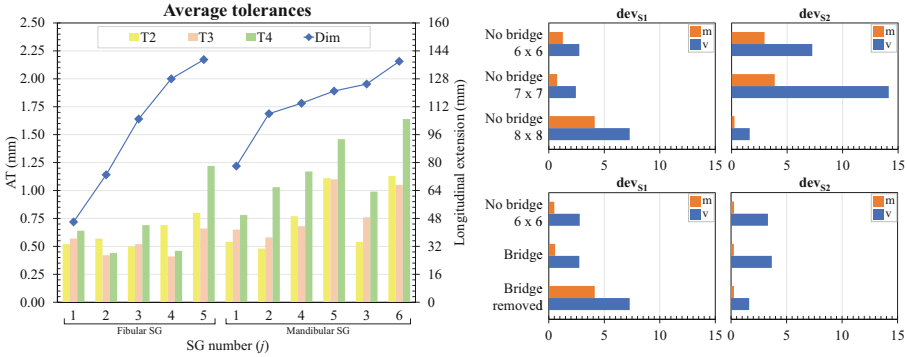 Average tolerances
AT (mm)
2.50
2.25
2.00
1.75
1.50
1.25
1.00
0.75
0.50
0.25
0.00
T2 T3 T4 Dim
160
140
128
112
96
80
64
48
32
16
0
Longitudinal extension (mm)
1 2 3 4 5 1 2 4 5 3 6
Fibular SG Mandibular SG
SG number (j)
devS1
No bridge
6 x 6
No bridge
7 x 7
No bridge
8 x 8
m
v
0 5 10 15
devS2
m
v
0 5 10 15
devS1
No bridge
6 x 6
Bridge
Bridge
removed
m
v
0 5 10 15
devS2
m
v
0 5 10 15